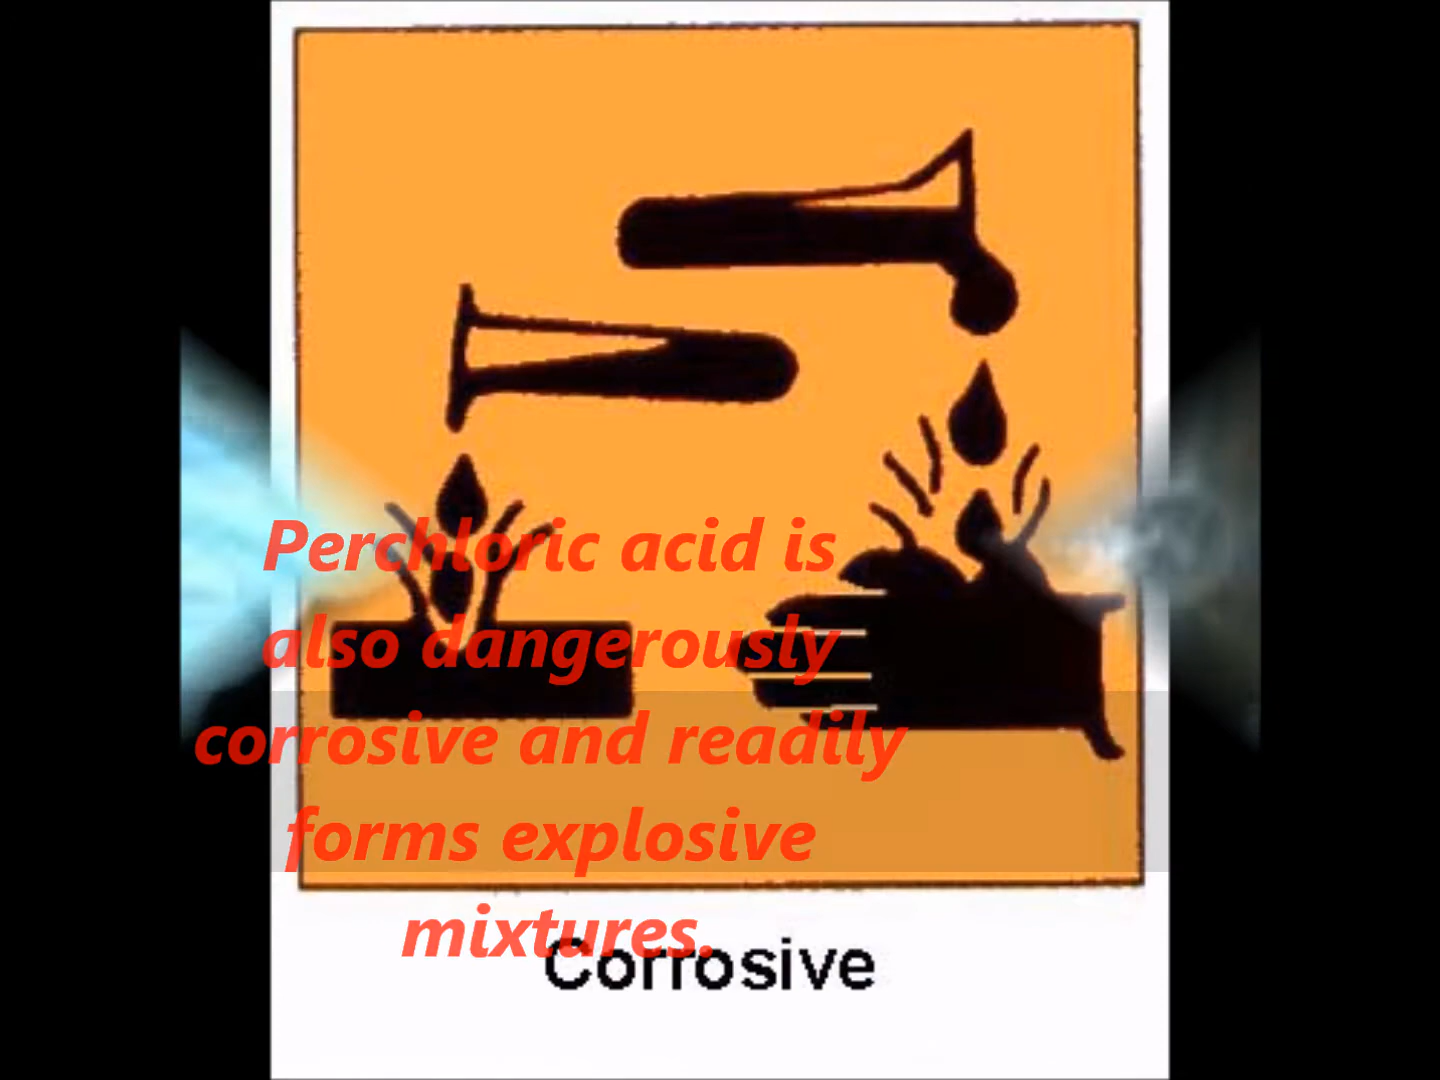 Perchloric acid is
also dangerously
corrosive and readily
forms explosive
mixtures.
Corrosive